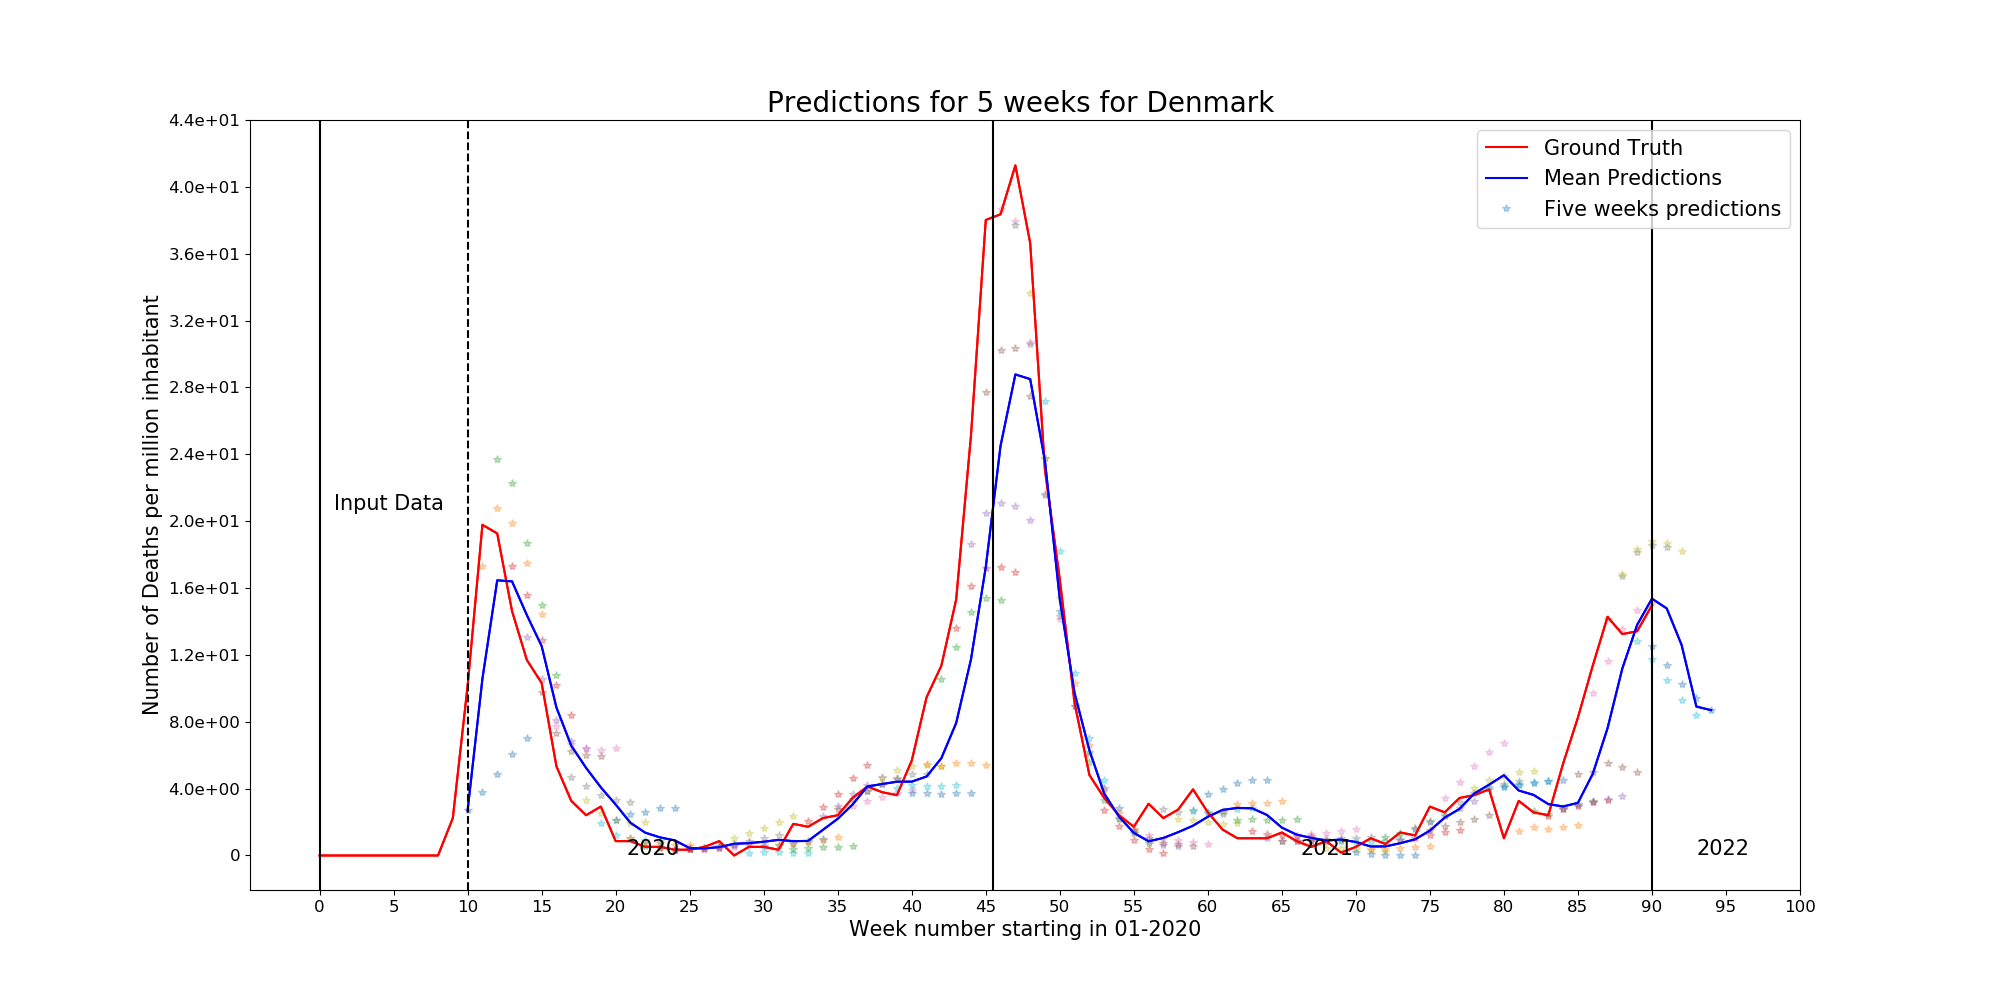 Predictions for 5 weeks for Denmark
4.4e+01
4.0e+01
3.6e+01
3.2e+01
2.8e+01
2.4e+01
2.0e+01
1.6e+01
1.2e+01
8.0e+00
4.0e+00
0
Number of Deaths per million inhabitant
Ground Truth
Mean Predictions
Five weeks predictions
Input Data
2020
2021
2022
0 5 10 15 20 25 30 35 40 45 50 55 60 65 70 75 80 85 90 95 100
Week number starting in 01-2020